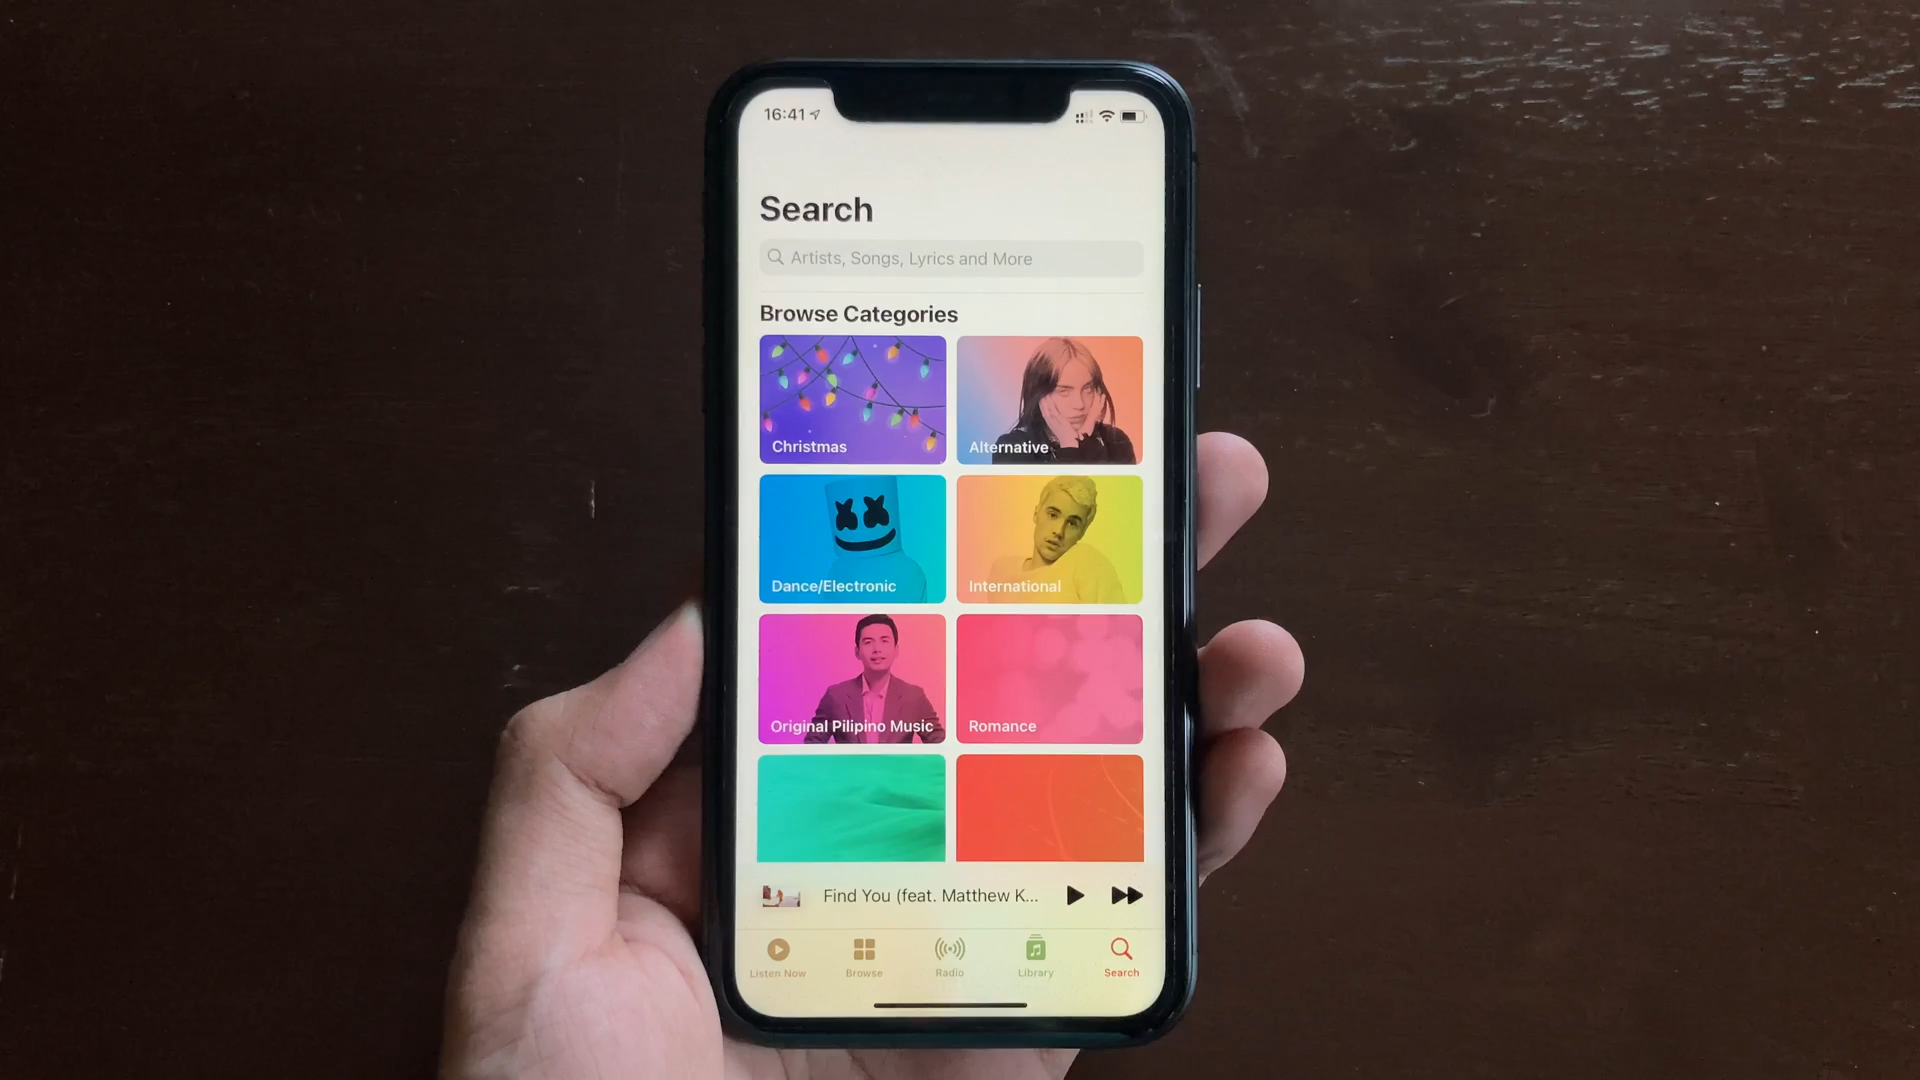 16:41
Search
Artists, Songs, Lyrics and More
Browse Categories
Christmas
Alternative
Dance/Electronic
International
Original Pilipino Music
Romance
Find You (feat. Matthew K...
Listen Now
Browse
Radio
Library
Search